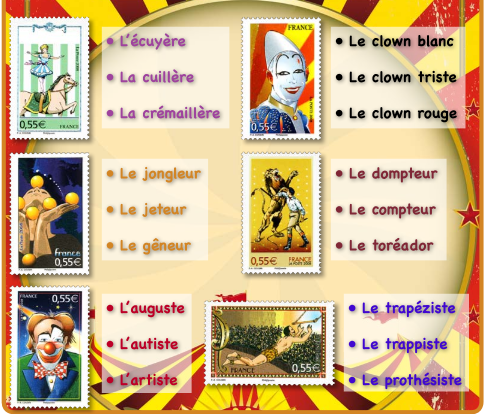 • L'écuyère
• La cuillère
• La crémaillère
FRANCE
0,55€
FRANCE
0,55€
• Le clown blanc
• Le clown triste
• Le clown rouge
• Le jongleur
• Le jeteur
• Le gêneur
france
0,55€
• Le dompteur
• Le compteur
• Le toréador
0,55€
FRANCE
• L'auguste
• L'autiste
• L'artiste
FRANCE
0,55€
• Le trapéziste
• Le trappiste
• Le prothésiste
FRANCE
0,55€